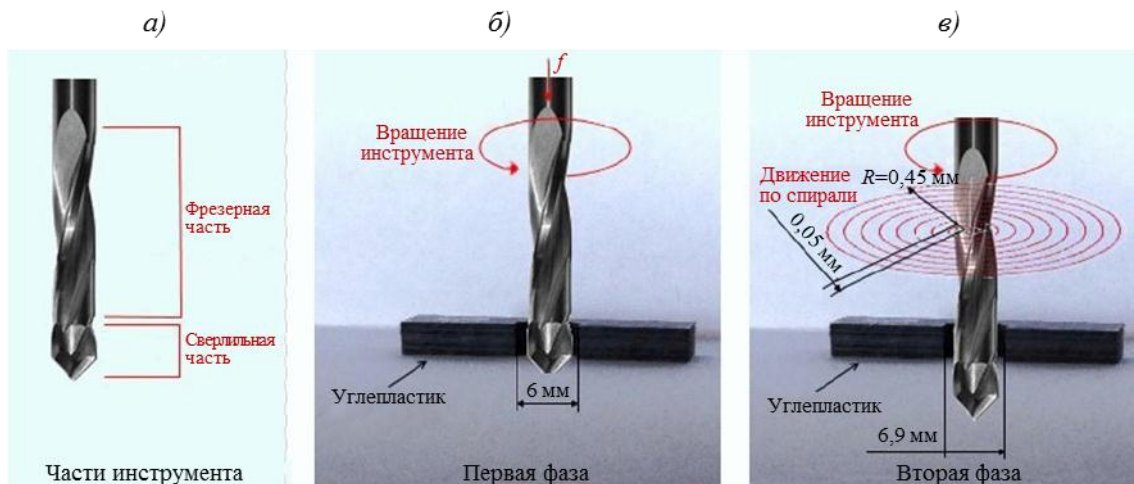 а)
б)
в)
Фрезерная
часть
Сверлильная
часть
Части инструмента
f
Вращение
инструмента
Углепластик
6 мм
Первая фаза
Вращение
инструмента
Движение
по спирали
R=0,45 мм
0,05 мм
Углепластик
6,9 мм
Вторая фаза